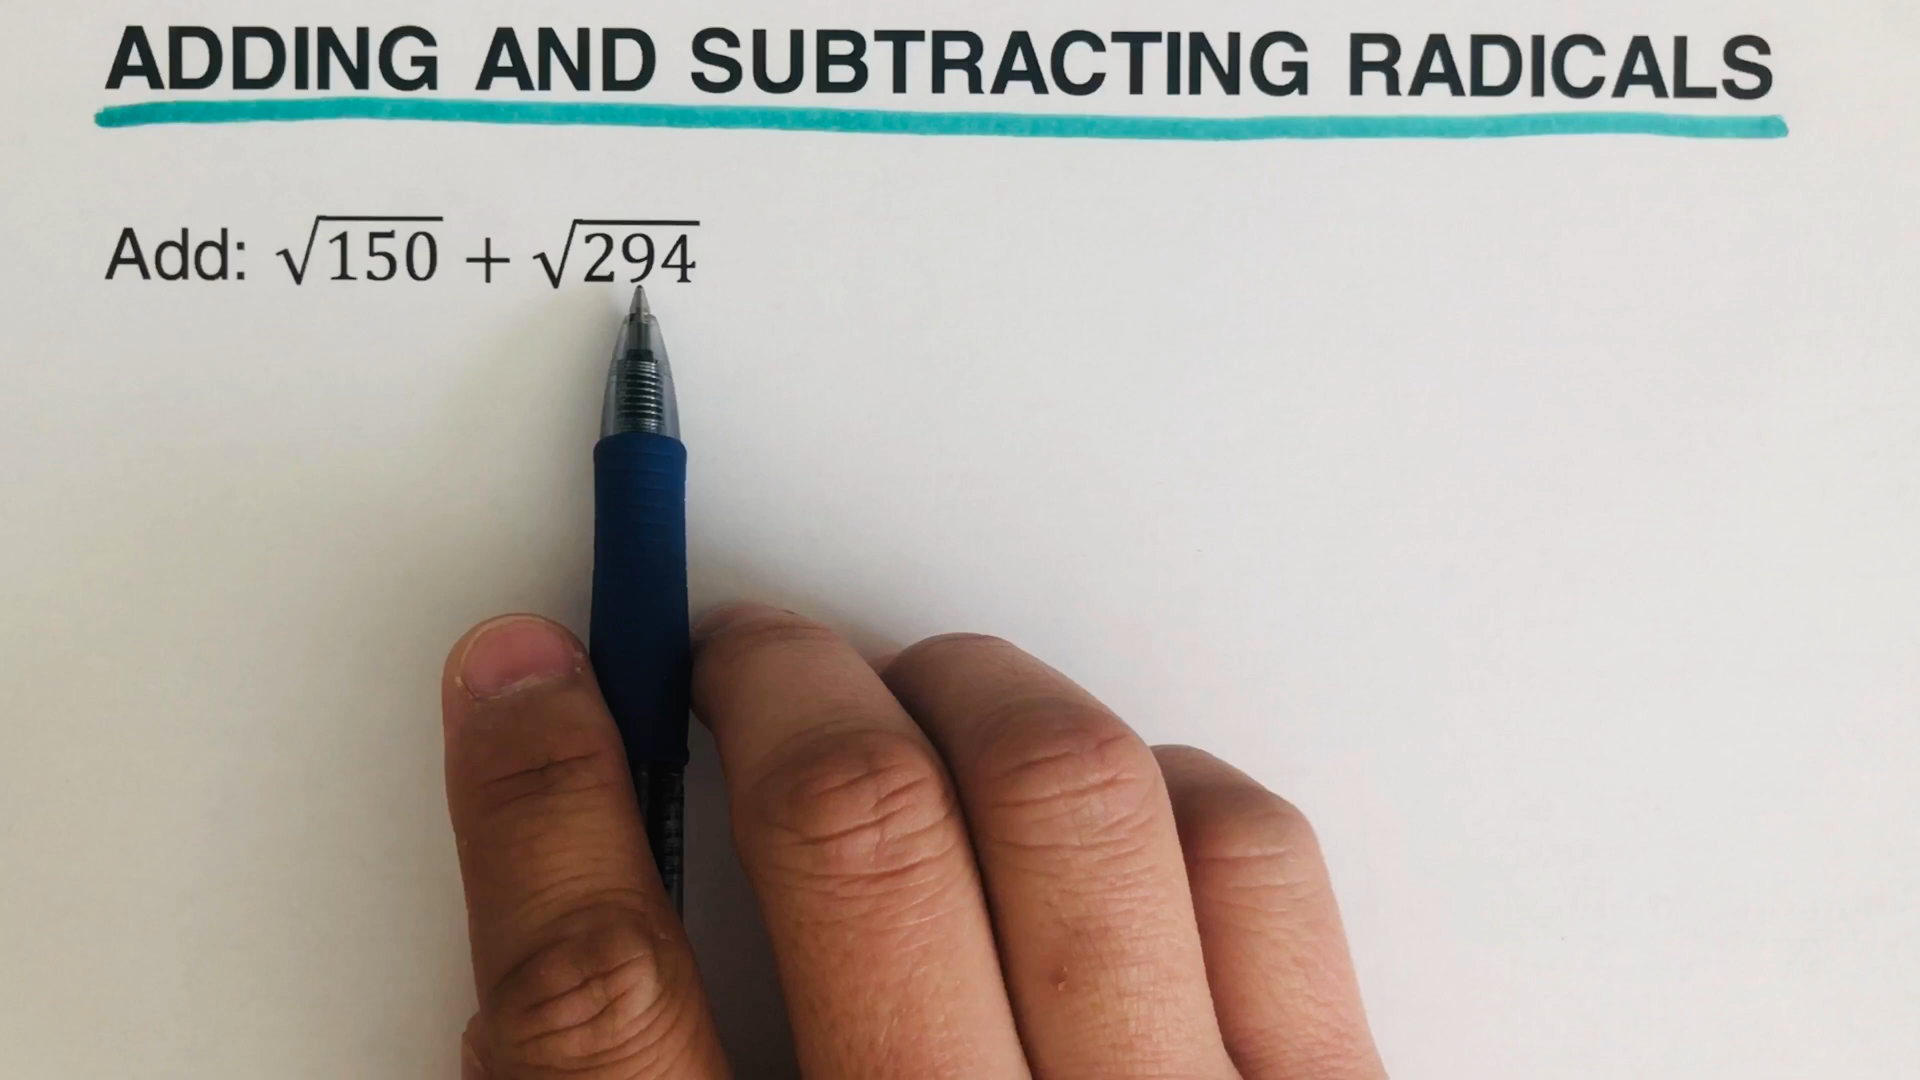 ADDING AND SUBTRACTING RADICALS
Add: √150 + √294